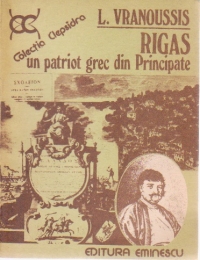 Colecția Clepsidra
L. VRANOUSSIS
RIGAS
un patriot grec din Principate
EDITURA EMINESCU